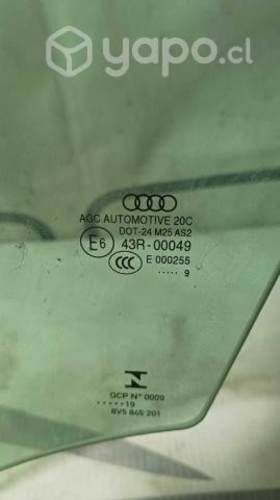 yapo.cl
AGC AUTOMOTIVE 20C
DOT-24 M25 AS2
E6 43R-00049
CCC E 000255
..... 9
GCP N° 0009
.....19
8V5 845 201